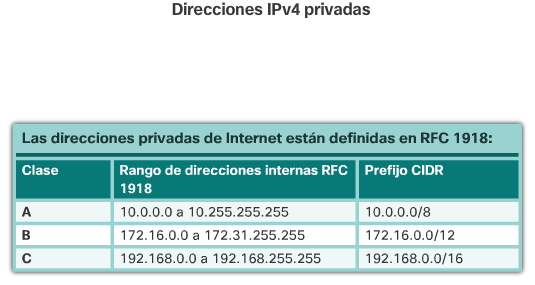 Direcciones IPv4 privadas
Las direcciones privadas de Internet están definidas en RFC 1918:
Clase Rango de direcciones internas RFC 1918 Prefijo CIDR
A 10.0.0.0 a 10.255.255.255 10.0.0.0/8
B 172.16.0.0 a 172.31.255.255 172.16.0.0/12
C 192.168.0.0 a 192.168.255.255 192.168.0.0/16